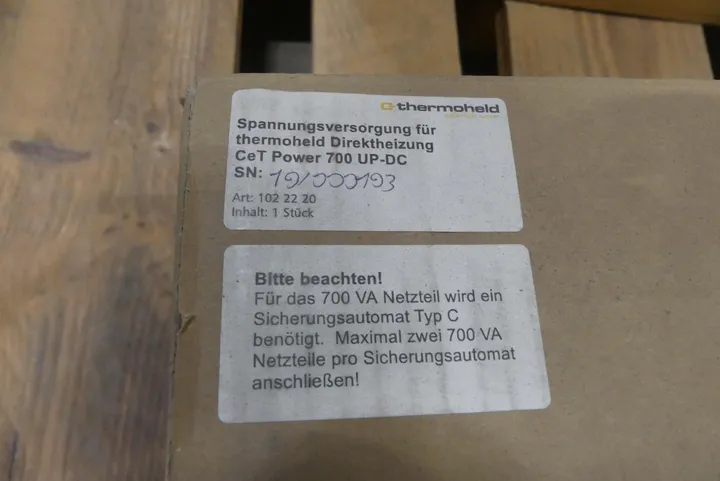 thermoheld
Spannungsversorgung für
thermoheld Direktheizung
CeT Power 700 UP-DC
SN: 191000193
Art: 102 22 20
Inhalt: 1 Stück
Bitte beachten!
Für das 700 VA Netzteil wird ein
Sicherungsautomat Typ C
benötigt. Maximal zwei 700 VA
Netzteile pro Sicherungsautomat
anschließen!